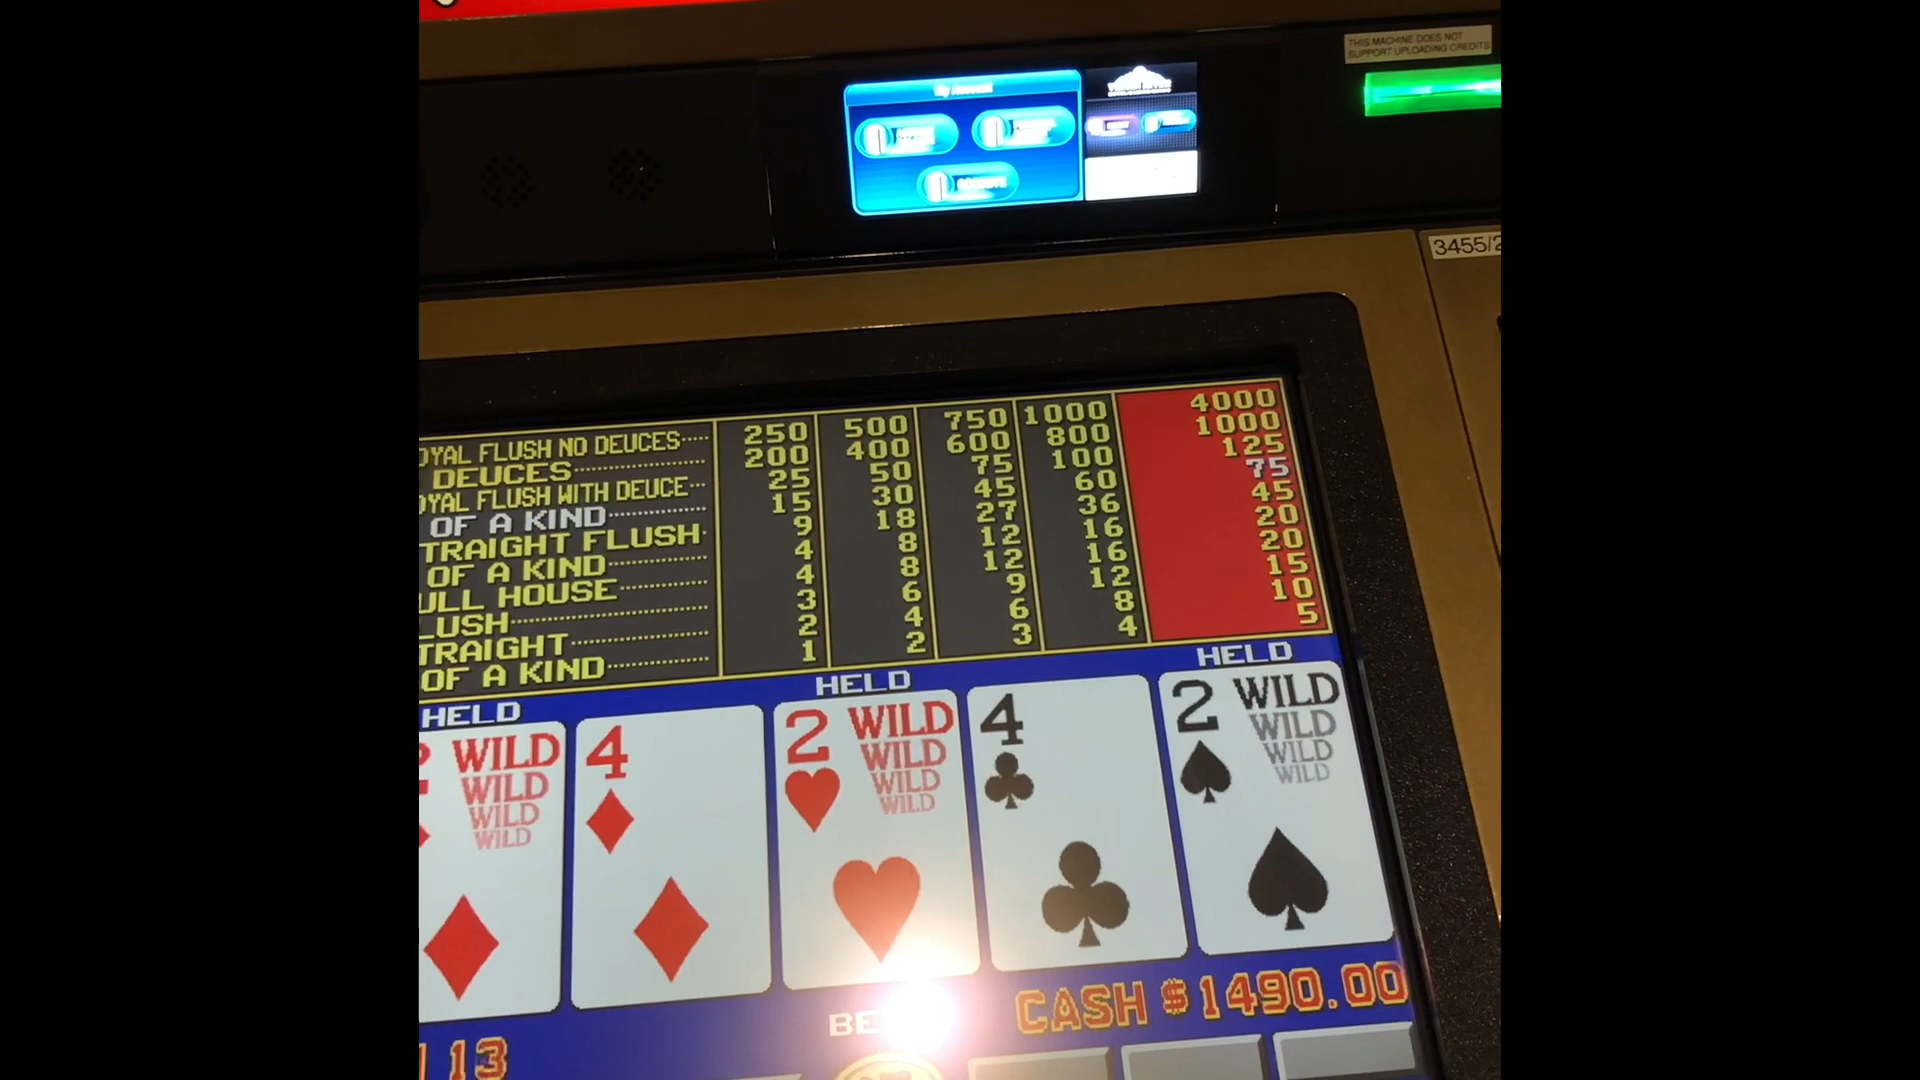 THIS MACHINE DOES NOT
SUPPORT UPLOADING CREDITS
My Account
3455/2
OYAL FLUSH NO DEUCES 250 500 750 1000 4000
DEUCES 200 400 600 800 1000
OYAL FLUSH WITH DEUCE 25 50 75 100 125
OF A KIND 15 30 45 60 75
TRAIGHT FLUSH 9 18 27 36 45
OF A KIND 4 8 12 16 20
ULL HOUSE 4 8 12 16 20
LUSH 3 6 9 12 15
TRAIGHT 2 4 6 8 10
OF A KIND 1 2 3 4 5
HELD HELD HELD
2 WILD WILD WILD WILD
4
2 WILD WILD WILD WILD
4
2 WILD WILD WILD WILD
BE
CASH $1490.00
13